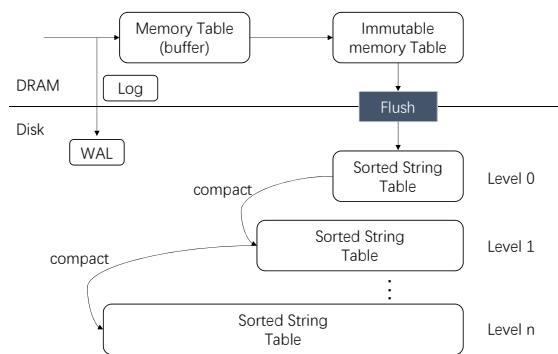 Memory Table
(buffer)
Immutable
memory Table
DRAM
Log
Flush
Disk
WAL
Sorted String
Table
Level 0
compact
Sorted String
Table
Level 1
compact
Sorted String
Table
Level n